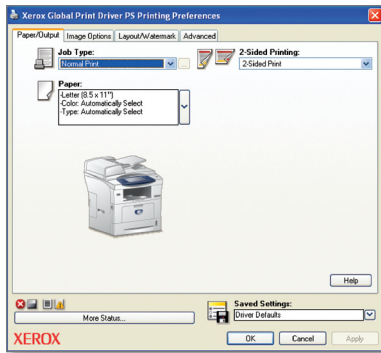 Xerox Global Print Driver PS Printing Preferences
Paper/Output Image Options Layout/Watermark Advanced
Job Type:
Normal Print
2-Sided Printing:
2-Sided Print
Paper:
-Letter (8.5 x 11")
-Color: Automatically Select
-Type: Automatically Select
Help
More Status...
Saved Settings:
Driver Defaults
XEROX
OK Cancel Apply